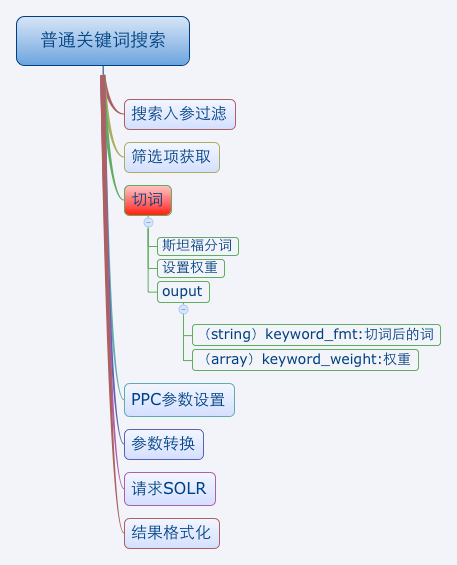 普通关键词搜索
搜索入参过滤
筛选项获取
切词
斯坦福分词
设置权重
ouput
（string）keyword_fmt:切词后的词
（array）keyword_weight:权重
PPC参数设置
参数转换
请求SOLR
结果格式化